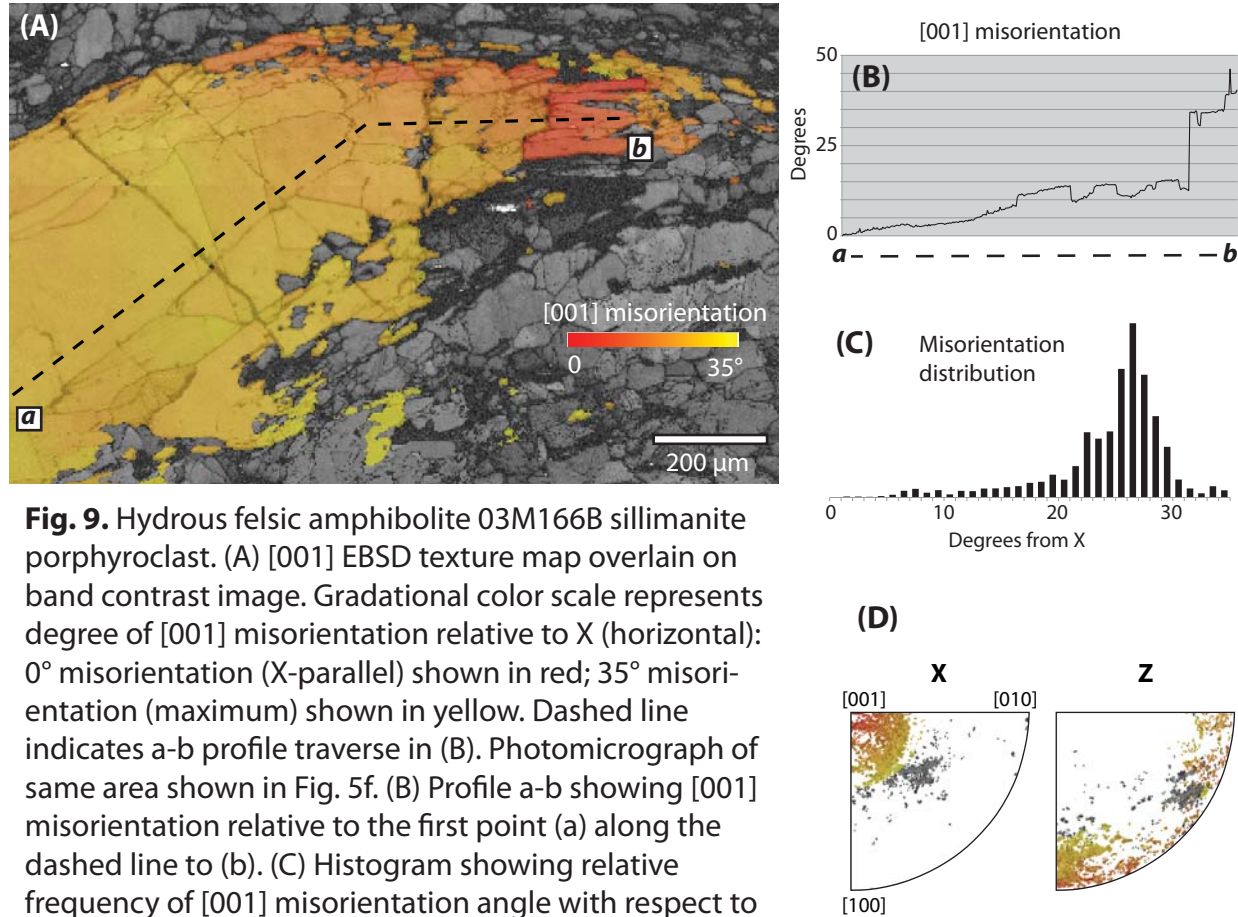 (A)
b
a
[001] misorientation
0
35°
200 µm
[001] misorientation
50
(B)
Degrees
25
0
a
b
(C)
Misorientation
distribution
0
10
20
30
Degrees from X
(D)
X
Z
[001]
[010]
[100]
Fig. 9. Hydrous felsic amphibolite 03M166B sillimanite
porphyroclast. (A) [001] EBSD texture map overlain on
band contrast image. Gradational color scale represents
degree of [001] misorientation relative to X (horizontal):
0° misorientation (X-parallel) shown in red; 35° misori-
entation (maximum) shown in yellow. Dashed line
indicates a-b profile traverse in (B). Photomicrograph of
same area shown in Fig. 5f. (B) Profile a-b showing [001]
misorientation relative to the first point (a) along the
dashed line to (b). (C) Histogram showing relative
frequency of [001] misorientation angle with respect to